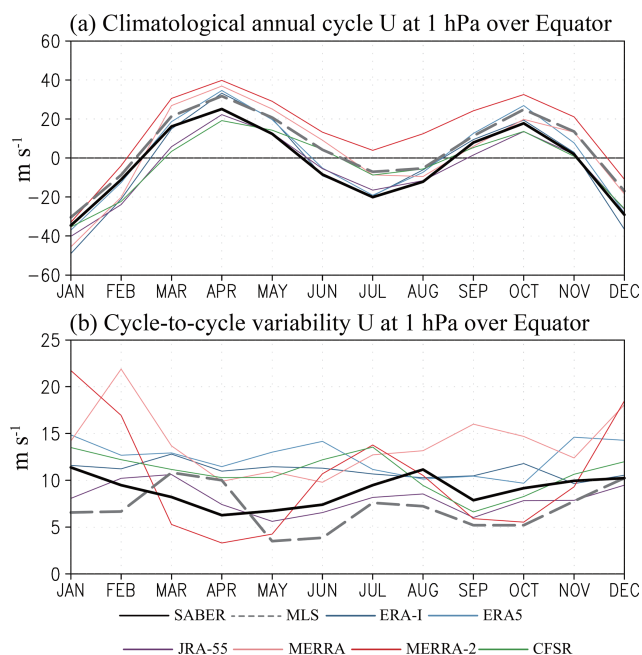 (a) Climatological annual cycle U at 1 hPa over Equator
60
40
20
0
-20
-40
-60
m s⁻¹
JAN FEB MAR APR MAY JUN JUL AUG SEP OCT NOV DEC
(b) Cycle-to-cycle variability U at 1 hPa over Equator
25
20
15
10
5
0
m s⁻¹
JAN FEB MAR APR MAY JUN JUL AUG SEP OCT NOV DEC
SABER MLS ERA-I ERA5
JRA-55 MERRA MERRA-2 CFSR